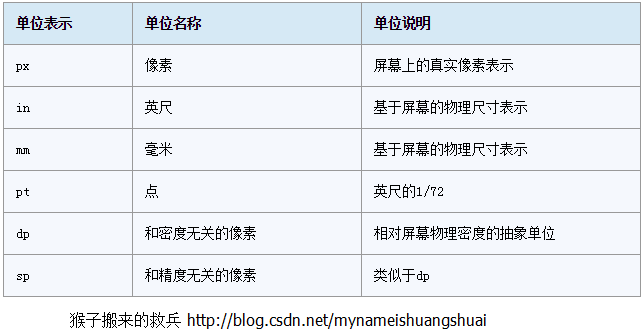 单位表示 单位名称 单位说明
px 像素 屏幕上的真实像素表示
in 英尺 基于屏幕的物理尺寸表示
mm 毫米 基于屏幕的物理尺寸表示
pt 点 英尺的1/72
dp 和密度无关的像素 相对屏幕物理密度的抽象单位
sp 和精度无关的像素 类似于dp
猴子搬来的救兵 http://blog.csdn.net/mynameishuangshuai